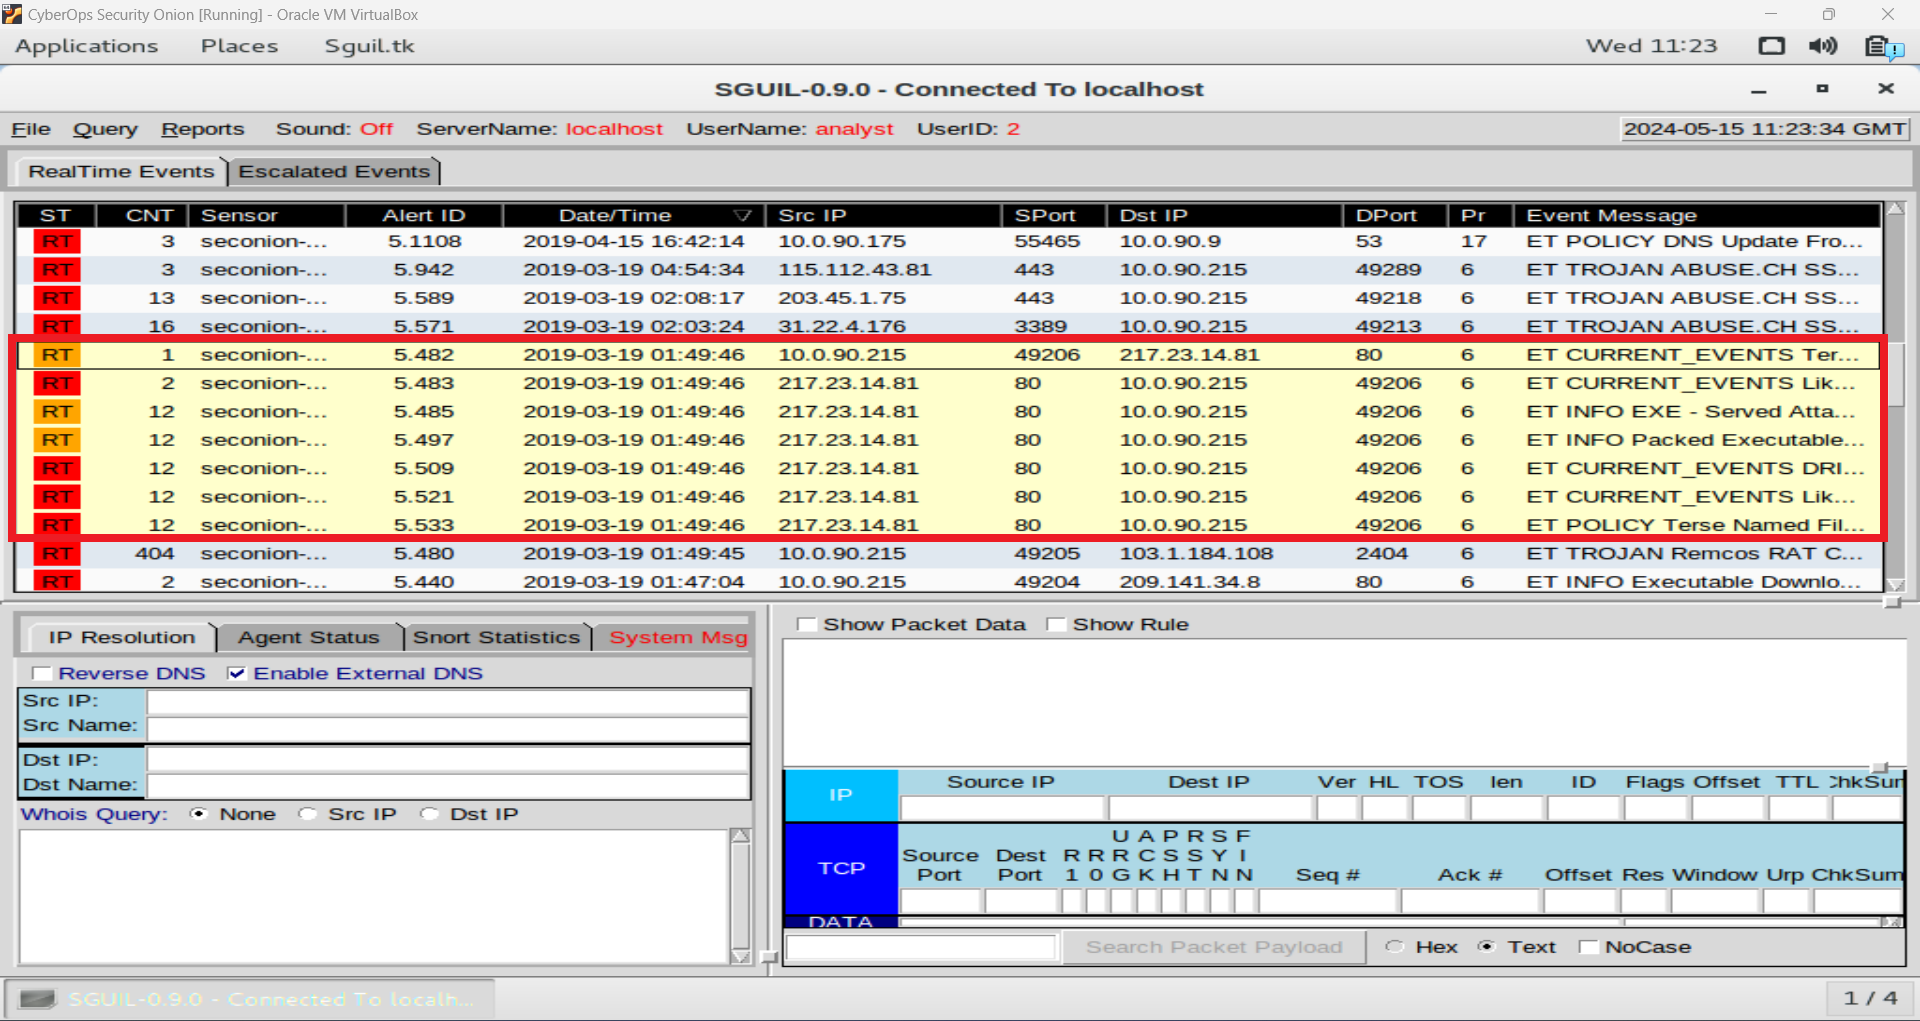 CyberOps Security Onion [Running] - Oracle VM VirtualBox
Applications Places Sguil.tk Wed 11:23
SGUIL-0.9.0 - Connected To localhost
File Query Reports Sound: Off ServerName: localhost UserName: analyst UserID: 2 2024-05-15 11:23:34 GMT
RealTime Events Escalated Events
ST CNT Sensor Alert ID Date/Time Src IP SPort Dst IP DPort Pr Event Message
RT 3 seconion-... 5.1108 2019-04-15 16:42:14 10.0.90.175 55465 10.0.90.9 53 17 ET POLICY DNS Update Fro...
RT 3 seconion-... 5.942 2019-03-19 04:54:34 115.112.43.81 443 10.0.90.215 49289 6 ET TROJAN ABUSE.CH SS...
RT 13 seconion-... 5.589 2019-03-19 02:08:17 203.45.1.75 443 10.0.90.215 49218 6 ET TROJAN ABUSE.CH SS...
RT 16 seconion-... 5.571 2019-03-19 02:03:24 31.22.4.176 3389 10.0.90.215 49213 6 ET TROJAN ABUSE.CH SS...
RT 1 seconion-... 5.482 2019-03-19 01:49:46 10.0.90.215 49206 217.23.14.81 80 6 ET CURRENT_EVENTS Ter...
RT 2 seconion-... 5.483 2019-03-19 01:49:46 217.23.14.81 80 10.0.90.215 49206 6 ET CURRENT_EVENTS Lik...
RT 12 seconion-... 5.485 2019-03-19 01:49:46 217.23.14.81 80 10.0.90.215 49206 6 ET INFO EXE - Served Atta...
RT 12 seconion-... 5.497 2019-03-19 01:49:46 217.23.14.81 80 10.0.90.215 49206 6 ET INFO Packed Executable...
RT 12 seconion-... 5.509 2019-03-19 01:49:46 217.23.14.81 80 10.0.90.215 49206 6 ET CURRENT_EVENTS DRI...
RT 12 seconion-... 5.521 2019-03-19 01:49:46 217.23.14.81 80 10.0.90.215 49206 6 ET CURRENT_EVENTS Lik...
RT 12 seconion-... 5.533 2019-03-19 01:49:46 217.23.14.81 80 10.0.90.215 49206 6 ET POLICY Terse Named Fil...
RT 404 seconion-... 5.480 2019-03-19 01:49:45 10.0.90.215 49205 103.1.184.108 2404 6 ET TROJAN Remcos RAT C...
RT 2 seconion-... 5.440 2019-03-19 01:47:04 10.0.90.215 49204 209.141.34.8 80 6 ET INFO Executable Downlo...
IP Resolution Agent Status Snort Statistics System Msg
Reverse DNS Enable External DNS
Src IP:
Src Name:
Dst IP:
Dst Name:
Whois Query: None Src IP Dst IP
Show Packet Data Show Rule
IP Source IP Dest IP Ver HL TOS len ID Flags Offset TTL ChkSum
U A P R S F
Source Dest R R R C S S Y I
TCP Port Port 1 0 G K H T N N Seq # Ack # Offset Res Window Urp ChkSum
DATA
Search Packet Payload Hex Text NoCase
SGUIL-0.9.0 - Connected To localh... 1 / 4